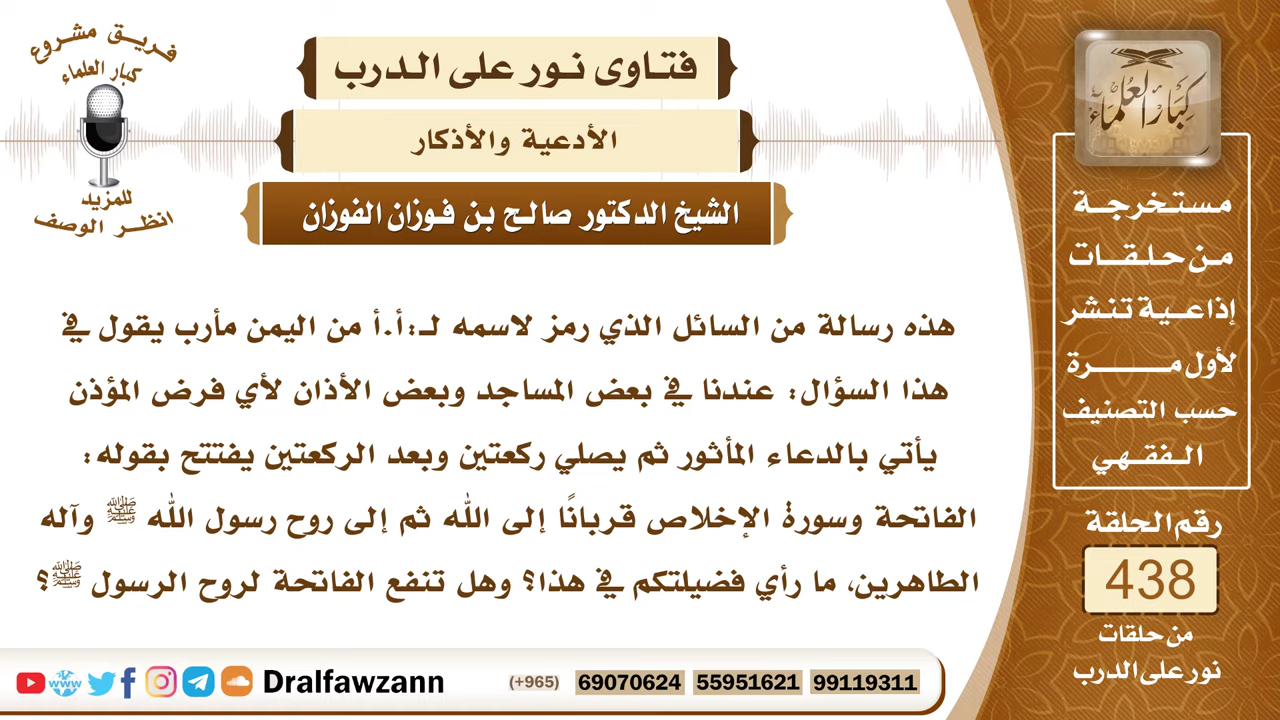 فريق مشروع
كبار العلماء
للمزيد
انظر الوصف
فتاوى نور على الدرب
الأدعية والأذكار
الشيخ الدكتور صالح بن فوزان الفوزان
هذه رسالة من السائل الذي رمز لاسمه لـ:أ.أ من اليمن مأرب يقول في
هذا السؤال: عندنا في بعض المساجد وبعض الأذان لأي فرض المؤذن
يأتي بالدعاء المأثور ثم يصلي ركعتين وبعد الركعتين يفتتح بقوله:
الفاتحة وسورة الإخلاص قربانًا إلى الله ثم إلى روح رسول الله ﷺ وآله
الطاهرين، ما رأي فضيلتكم في هذا؟ وهل تنفع الفاتحة لروح الرسول ﷺ؟
كبار العلماء
مستخرجة
من حلقات
إذاعية تنشر
لأول مرة
حسب التصنيف
الفقهي
رقم الحلقة
438
من حلقات
نور على الدرب
www
Dralfawzann
(+965) 69070624 55951621 99119311